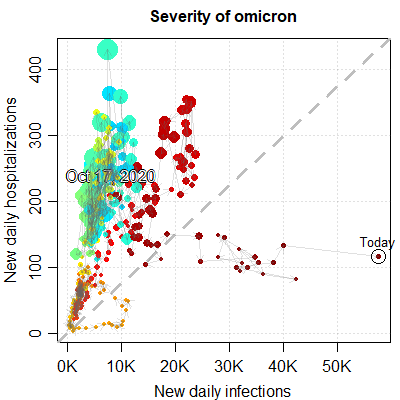 Severity of omicron
New daily hospitalizations
400
300
200
100
0
Oct 17, 2020
Today
0K 10K 20K 30K 40K 50K
New daily infections